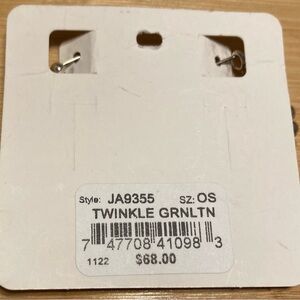 Style: JA9355 SZ: OS
TWINKLE GRNLTN
7 47708 41098 3
1122 $68.00